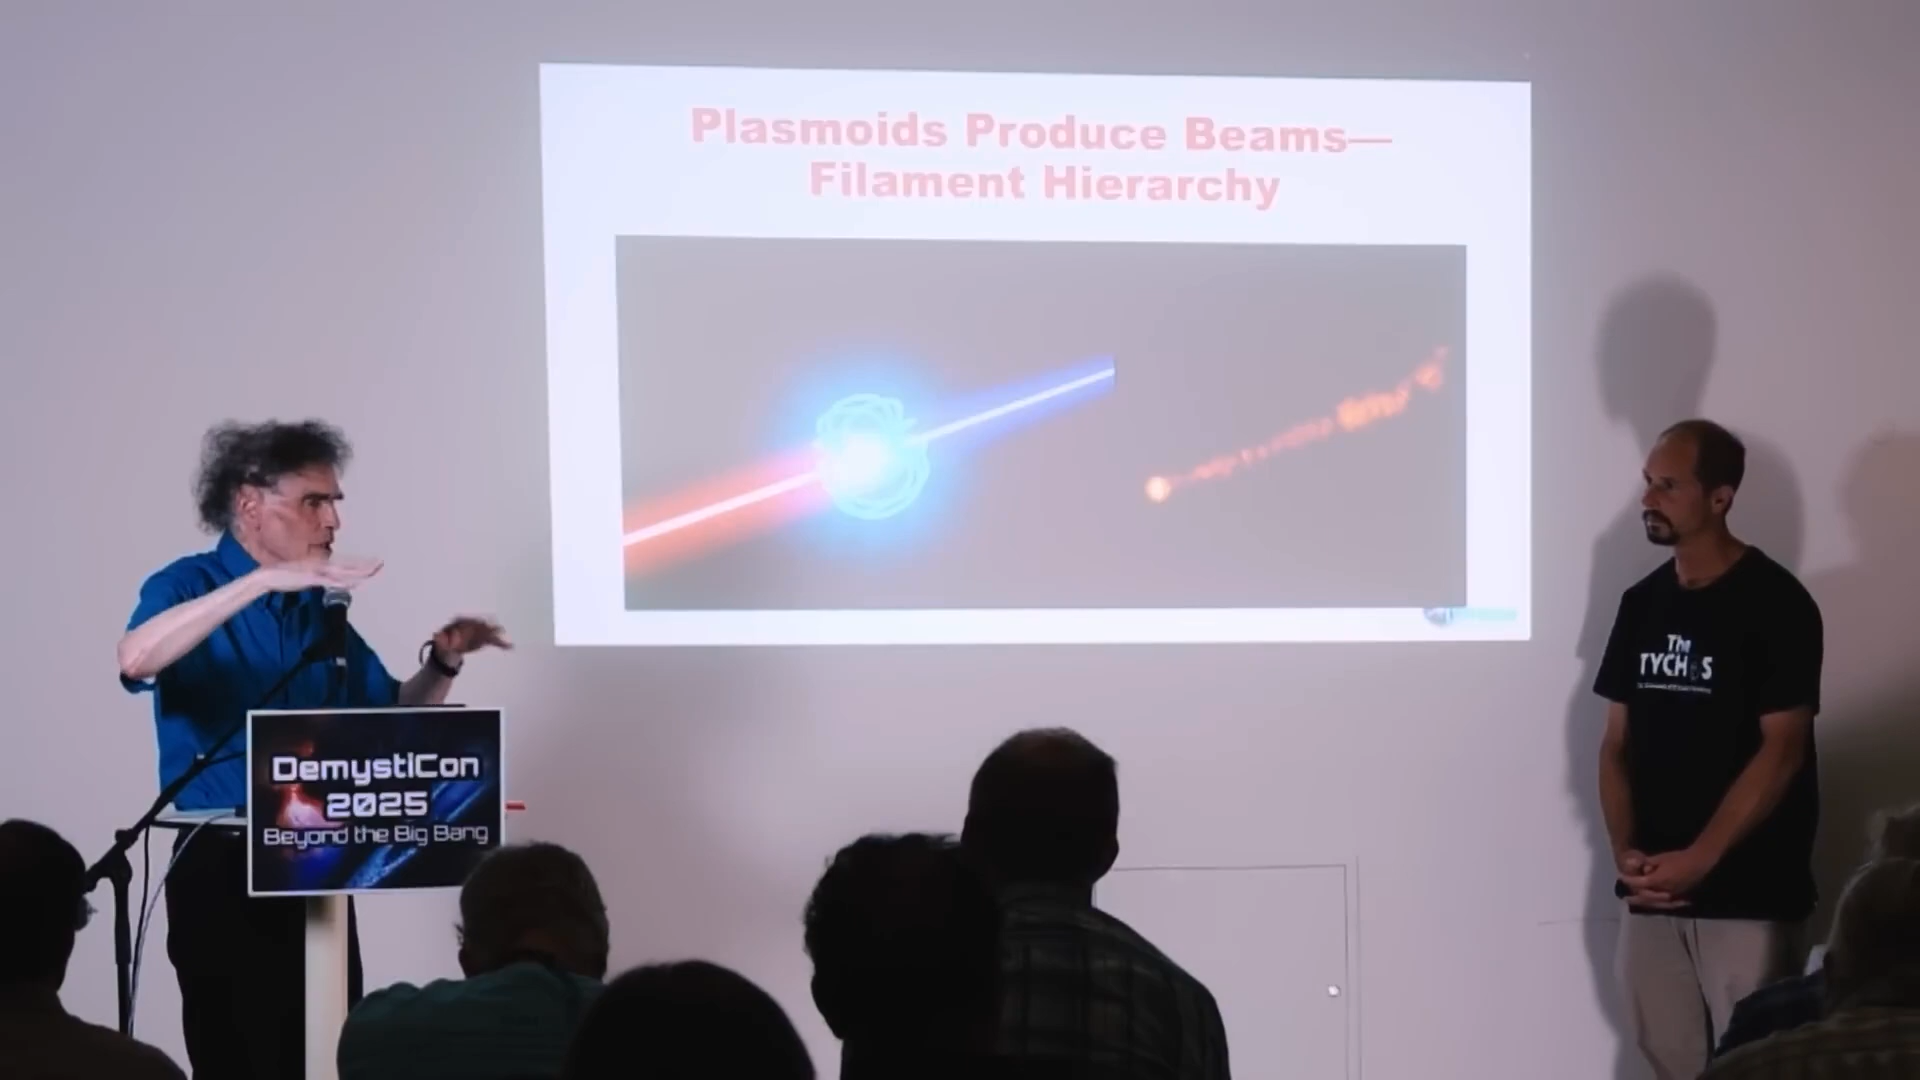 Plasmoids Produce Beams—
Filament Hierarchy
The
TYCHOS
DemystiCon
2025
Beyond the Big Bang